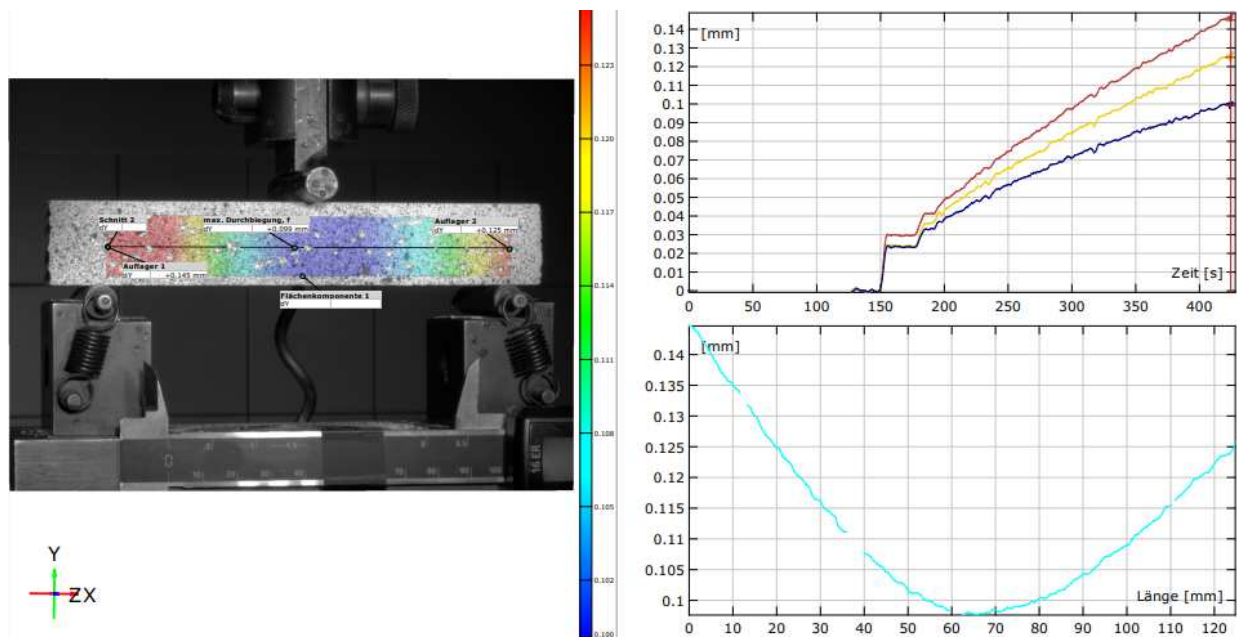 0.123
0.120
0.117
0.114
0.111
0.108
0.105
0.102
0.100
Schnitt 2
dY
max. Durchbiegung, f
dY +0.099 mm
Auflager 2
dY +0.125 mm
Auflager 1
dY +0.145 mm
Flächenkomponente 1
dY
16 ER
Y
ZX
[mm]
0.14
0.13
0.12
0.11
0.1
0.09
0.08
0.07
0.06
0.05
0.04
0.03
0.02
0.01
0
Zeit [s]
0 50 100 150 200 250 300 350 400
[mm]
0.14
0.135
0.13
0.125
0.12
0.115
0.11
0.105
0.1
Länge [mm]
0 10 20 30 40 50 60 70 80 90 100 110 120